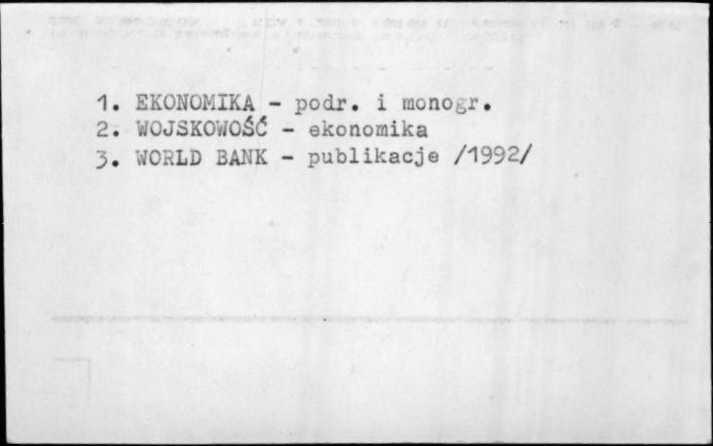 1. EKONOMIKA - podr. i monogr.
2. WOJSKOWOŚĆ - ekonomika
3. WORLD BANK - publikacje /1992/